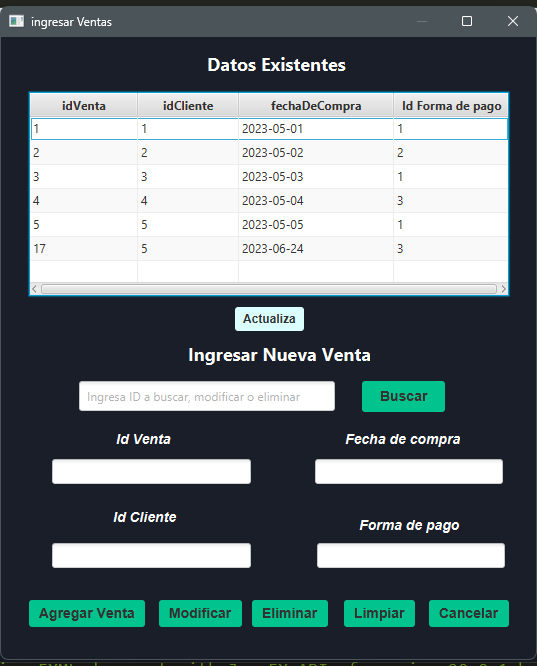 ingresar Ventas
Datos Existentes
idVenta idCliente fechaDeCompra Id Forma de pago
1 1 2023-05-01 1
2 2 2023-05-02 2
3 3 2023-05-03 1
4 4 2023-05-04 3
5 5 2023-05-05 1
17 5 2023-06-24 3
Actualiza
Ingresar Nueva Venta
Ingresa ID a buscar, modificar o eliminar Buscar
Id Venta Fecha de compra
Id Cliente Forma de pago
Agregar Venta Modificar Eliminar Limpiar Cancelar